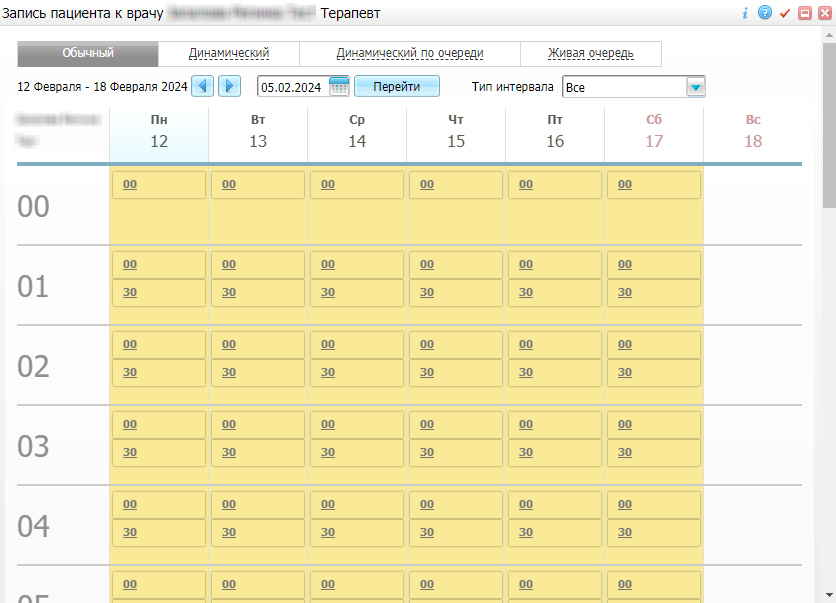 Запись пациента к врачу Терапевт
Обычный Динамический Динамический по очереди Живая очередь
12 Февраля - 18 Февраля 2024 05.02.2024 Перейти Тип интервала Все
Пн Вт Ср Чт Пт Сб Вс
12 13 14 15 16 17 18
00 00 00 00 00 00
00
00 00 00 00 00 00
01
30 30 30 30 30 30
00 00 00 00 00 00
02
30 30 30 30 30 30
00 00 00 00 00 00
03
30 30 30 30 30 30
00 00 00 00 00 00
04
30 30 30 30 30 30
00 00 00 00 00 00
05